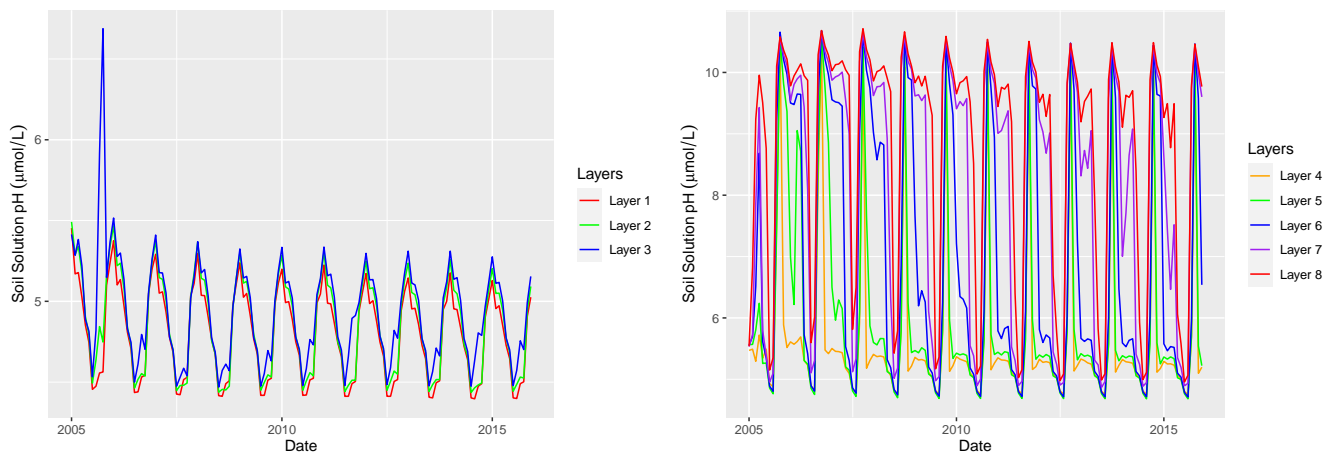 Soil Solution pH (μmol/L)
6
5
2005
2010
2015
Date
Layers
Layer 1
Layer 2
Layer 3
Soil Solution pH (μmol/L)
10
8
6
2005
2010
2015
Date
Layers
Layer 4
Layer 5
Layer 6
Layer 7
Layer 8